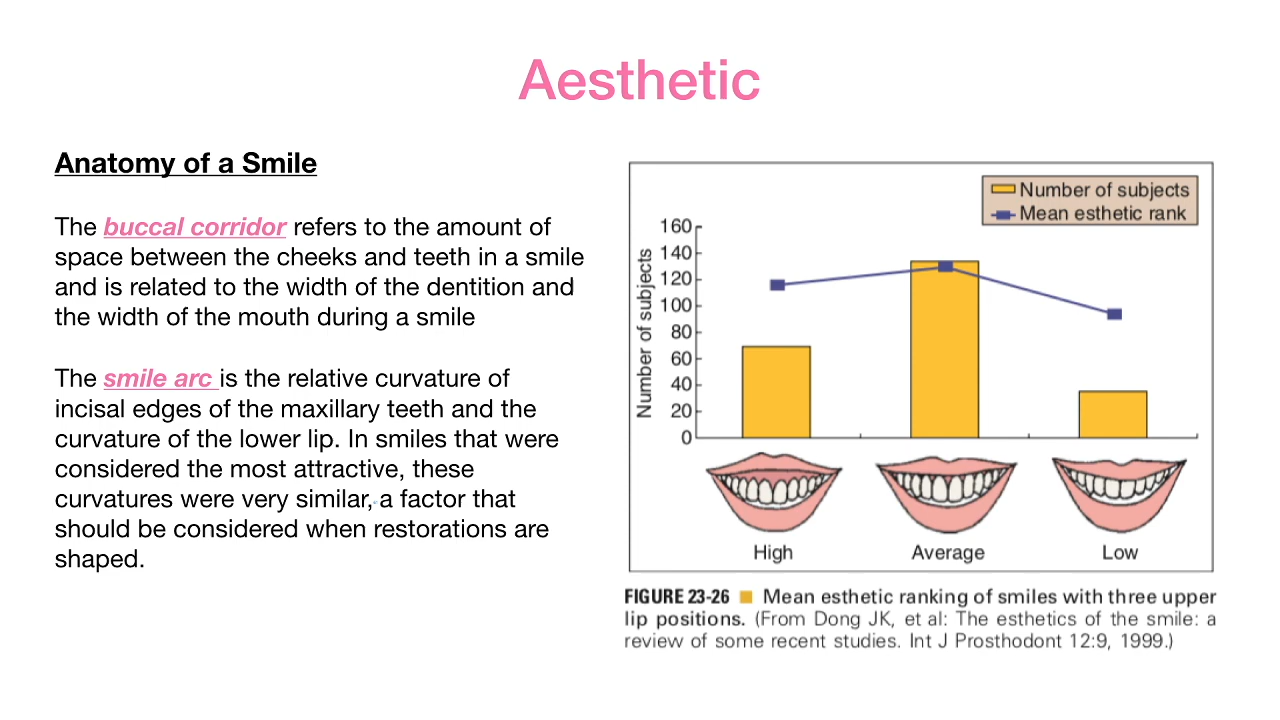 Aesthetic
Anatomy of a Smile
The buccal corridor refers to the amount of
space between the cheeks and teeth in a smile
and is related to the width of the dentition and
the width of the mouth during a smile
The smile arc is the relative curvature of
incisal edges of the maxillary teeth and the
curvature of the lower lip. In smiles that were
considered the most attractive, these
curvatures were very similar, a factor that
should be considered when restorations are
shaped.
Number of subjects
Mean esthetic rank
Number of subjects
160
140
120
100
80
60
40
20
0
High
Average
Low
FIGURE 23-26 Mean esthetic ranking of smiles with three upper
lip positions. (From Dong JK, et al: The esthetics of the smile: a
review of some recent studies. Int J Prosthodont 12:9, 1999.)